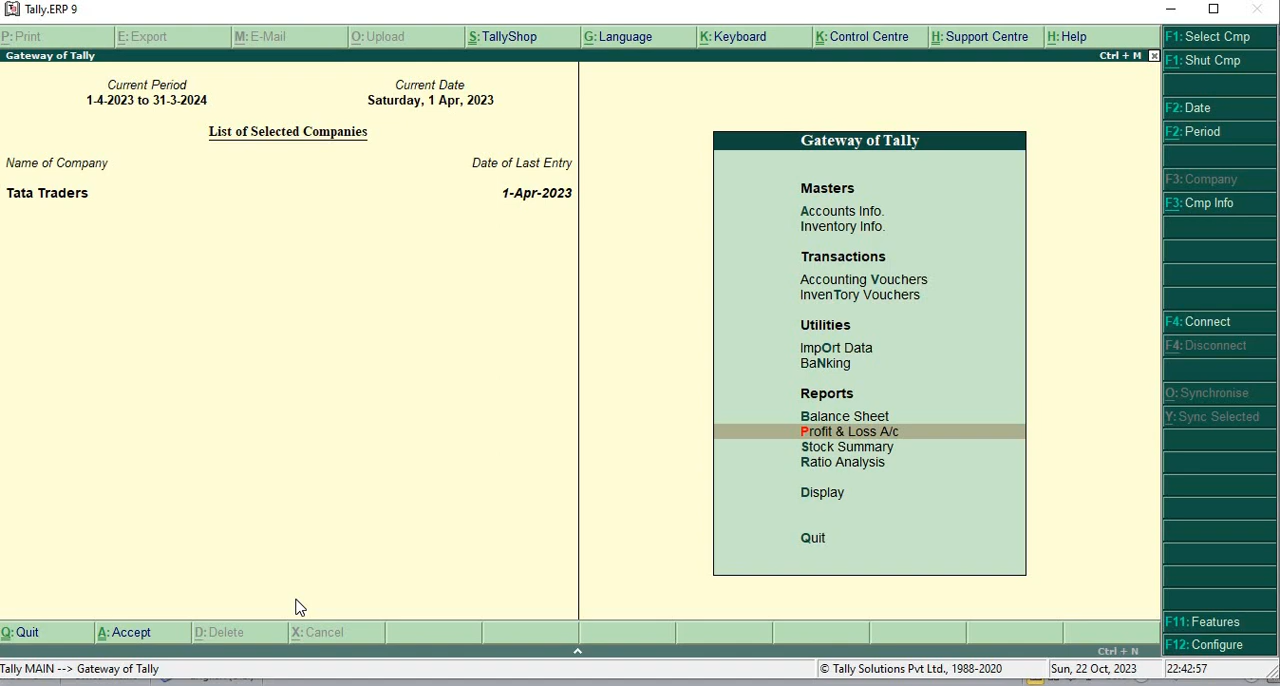 Tally.ERP 9
P: Print E: Export M: E-Mail O: Upload S: TallyShop G: Language K: Keyboard K: Control Centre H: Support Centre H: Help
Gateway of Tally Ctrl + M
Current Period Current Date
1-4-2023 to 31-3-2024 Saturday, 1 Apr, 2023
List of Selected Companies
Name of Company Date of Last Entry
Tata Traders 1-Apr-2023
Gateway of Tally
Masters
Accounts Info.
Inventory Info.
Transactions
Accounting Vouchers
InvenTory Vouchers
Utilities
ImpOrt Data
BaNking
Reports
Balance Sheet
Profit & Loss A/c
Stock Summary
Ratio Analysis
Display
Quit
F1: Select Cmp
F1: Shut Cmp
F2: Date
F2: Period
F3: Company
F3: Cmp Info
F4: Connect
F4: Disconnect
O: Synchronise
Y: Sync Selected
F11: Features
F12: Configure
Q: Quit A: Accept D: Delete X: Cancel
Ctrl + N
Tally MAIN --> Gateway of Tally © Tally Solutions Pvt Ltd., 1988-2020 Sun, 22 Oct, 2023 22:42:57